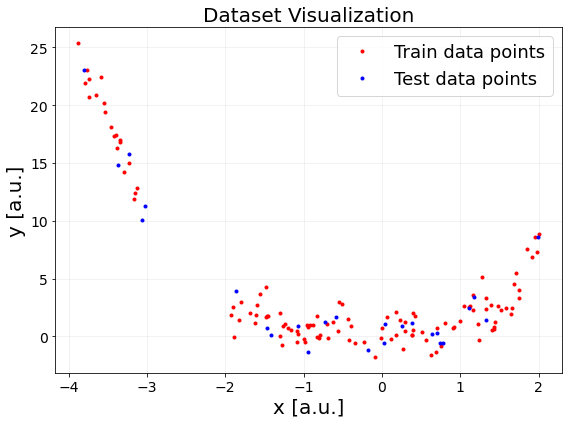 Dataset Visualization
Train data points
Test data points
y [a.u.]
25
20
15
10
5
0
−4
−3
−2
−1
0
1
2
x [a.u.]